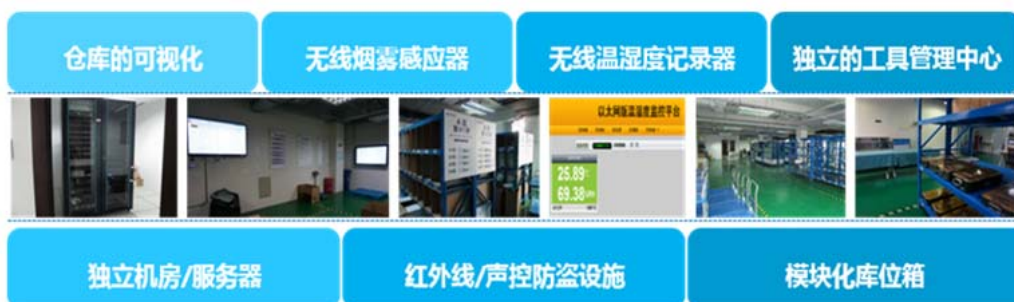 仓库的可视化
无线烟雾感应器
无线温湿度记录器
独立的工具管理中心
以太网版温湿度监控平台
25.89
69.38
独立机房/服务器
红外线/声控防盗设施
模块化库位箱